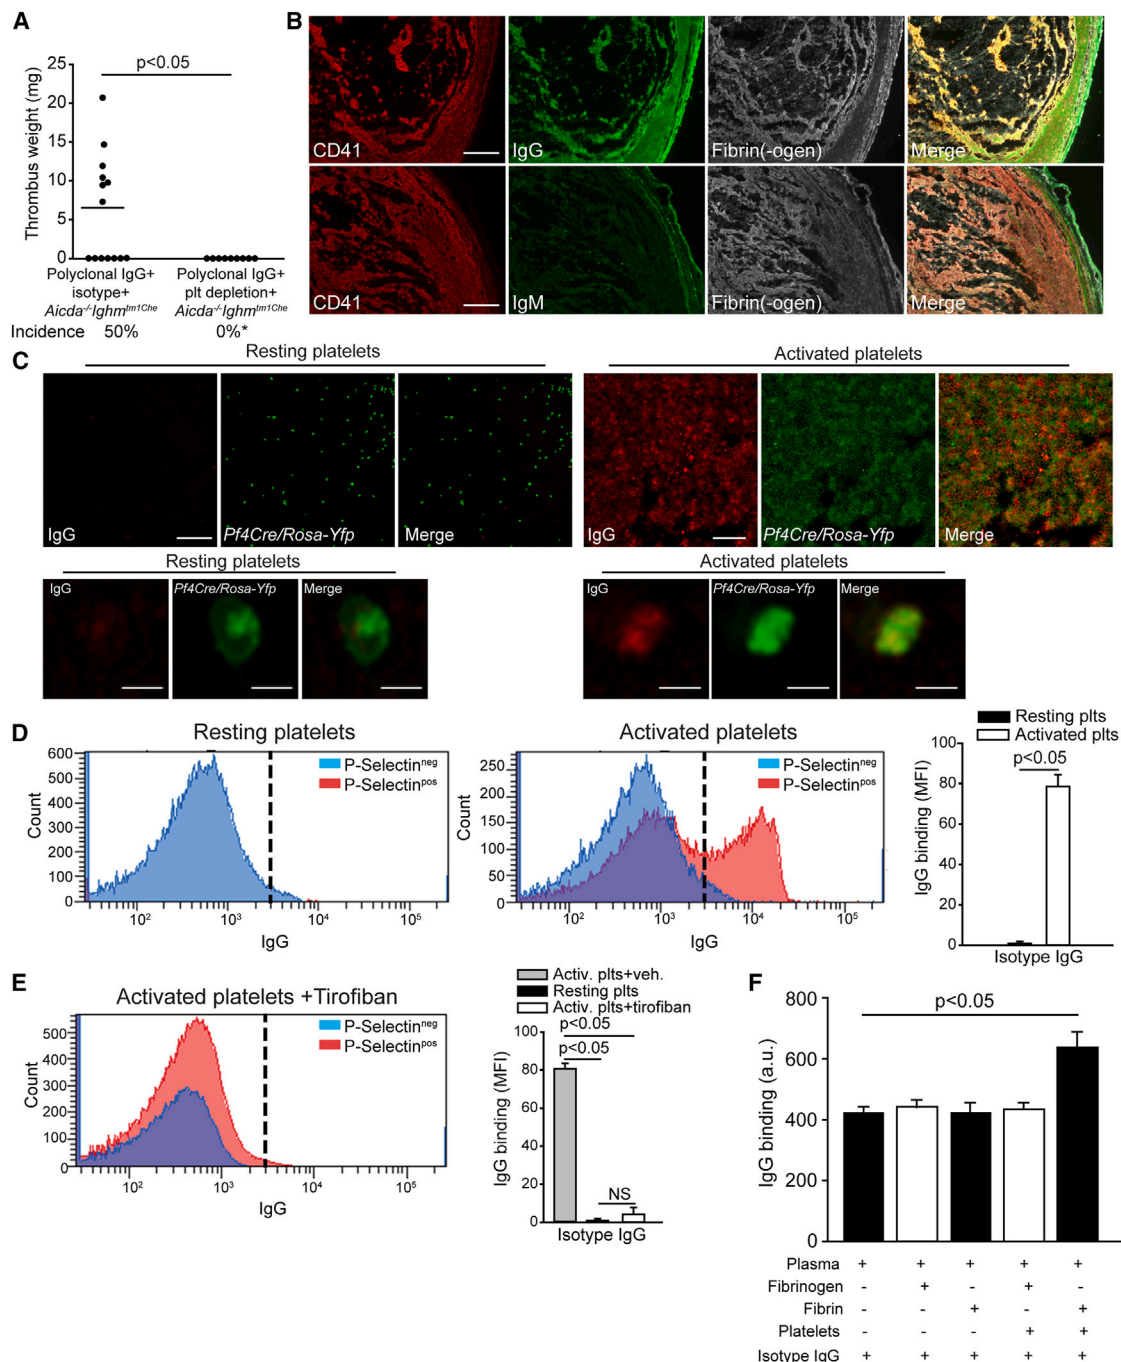 A
p<0.05
Thrombus weight (mg)
25
20
15
10
5
0
Polyclonal IgG+
isotype+
Aicda-/-Ighmtm1Che
Polyclonal IgG+
plt depletion+
Aicda-/-Ighmtm1Che
Incidence 50% 0%*
B
CD41 IgG Fibrin(-ogen) Merge
CD41 IgM Fibrin(-ogen) Merge
C
Resting platelets
IgG Pf4Cre/Rosa-Yfp Merge
Activated platelets
IgG Pf4Cre/Rosa-Yfp Merge
Resting platelets
IgG Pf4Cre/Rosa-Yfp Merge
Activated platelets
IgG Pf4Cre/Rosa-Yfp Merge
D
Resting platelets
P-Selectinneg
P-Selectinpos
Count
600
500
400
300
200
100
0
10² 10³ 10⁴ 10⁵
IgG
Activated platelets
P-Selectinneg
P-Selectinpos
Count
250
200
150
100
50
0
10² 10³ 10⁴ 10⁵
IgG
Resting plts
Activated plts
p<0.05
IgG binding (MFI)
100
80
60
40
20
0
Isotype IgG
E
Activated platelets +Tirofiban
P-Selectinneg
P-Selectinpos
Count
500
400
300
200
100
0
10² 10³ 10⁴ 10⁵
IgG
Activ. plts+veh.
Resting plts
Activ. plts+tirofiban
p<0.05
p<0.05
NS
IgG binding (MFI)
100
80
60
40
20
0
Isotype IgG
F
p<0.05
IgG binding (a.u.)
800
600
400
200
0
Plasma + + + + +
Fibrinogen - + - + -
Fibrin - - + - +
Platelets - - - + +
Isotype IgG + + + + +